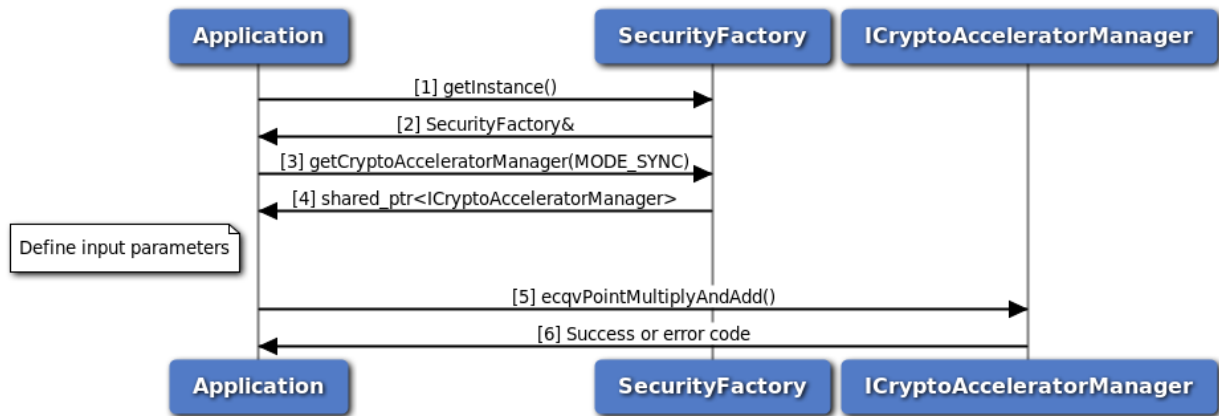 Application
SecurityFactory
ICryptoAcceleratorManager
[1] getInstance()
[2] SecurityFactory&
[3] getCryptoAcceleratorManager(MODE_SYNC)
[4] shared_ptr<ICryptoAcceleratorManager>
Define input parameters
[5] ecqvPointMultiplyAndAdd()
[6] Success or error code
Application
SecurityFactory
ICryptoAcceleratorManager